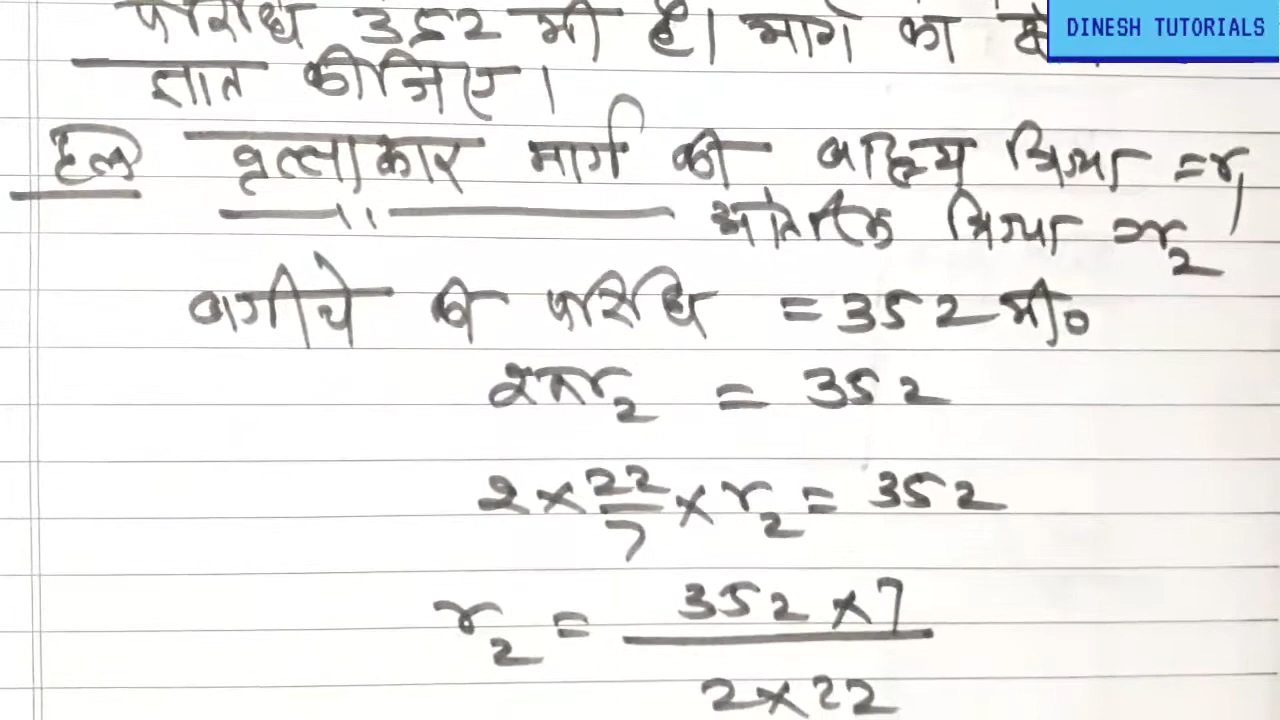 परिधि 352 मी है। मार्ग का
DINESH TUTORIALS
ज्ञात कीजिए।
हल वृत्ताकार मार्ग की बाह्य त्रिज्या = r₁
—〃— त्रिज्या = r₂
बगीचे की परिधि = 352 मी०
2πr₂ = 352
2 × 22/7 × r₂ = 352
r₂ = 352 × 7
2 × 22